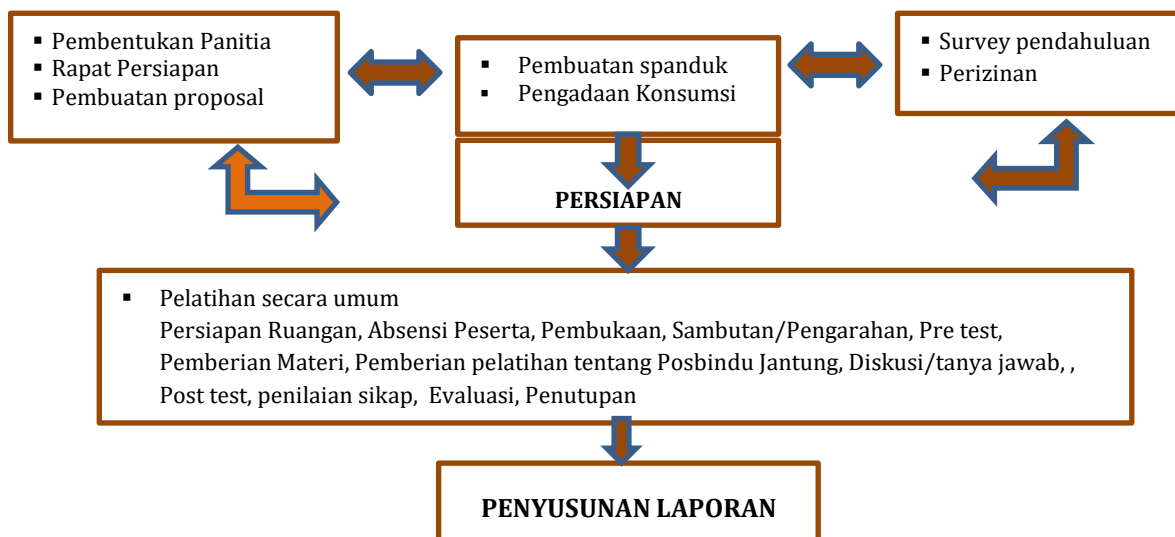 ▪ Pembentukan Panitia
▪ Rapat Persiapan
▪ Pembuatan proposal
▪ Pembuatan spanduk
▪ Pengadaan Konsumsi
▪ Survey pendahuluan
▪ Perizinan
PERSIAPAN
▪ Pelatihan secara umum
Persiapan Ruangan, Absensi Peserta, Pembukaan, Sambutan/Pengarahan, Pre test,
Pemberian Materi, Pemberian pelatihan tentang Posbindu Jantung, Diskusi/tanya jawab, ,
Post test, penilaian sikap,  Evaluasi, Penutupan
PENYUSUNAN LAPORAN